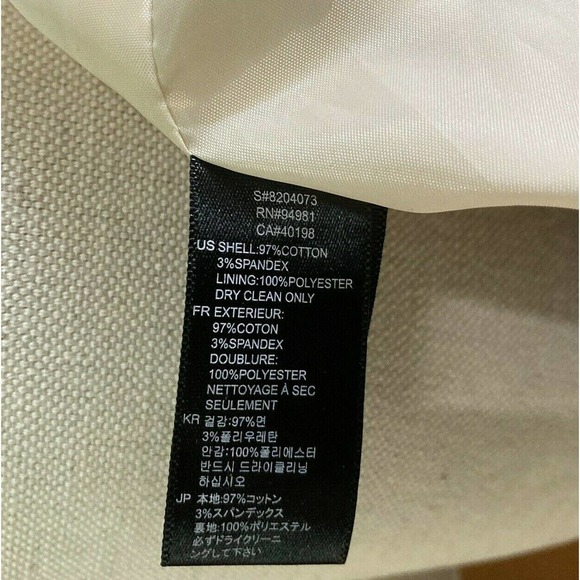 S#8204073
RN#94981
CA#40198
US SHELL:97%COTTON
3%SPANDEX
LINING:100%POLYESTER
DRY CLEAN ONLY
FR EXTERIEUR:
97%COTON
3%SPANDEX
DOUBLURE:
100%POLYESTER
NETTOYAGE À SEC
SEULEMENT
KR 겉감:97%면
3%폴리우레탄
안감:100%폴리에스터
반드시 드라이클리닝
하십시오
JP 本地:97%コットン
3%スパンデックス
裏地:100%ポリエステル
必ずドライクリーニ
ングして下さい